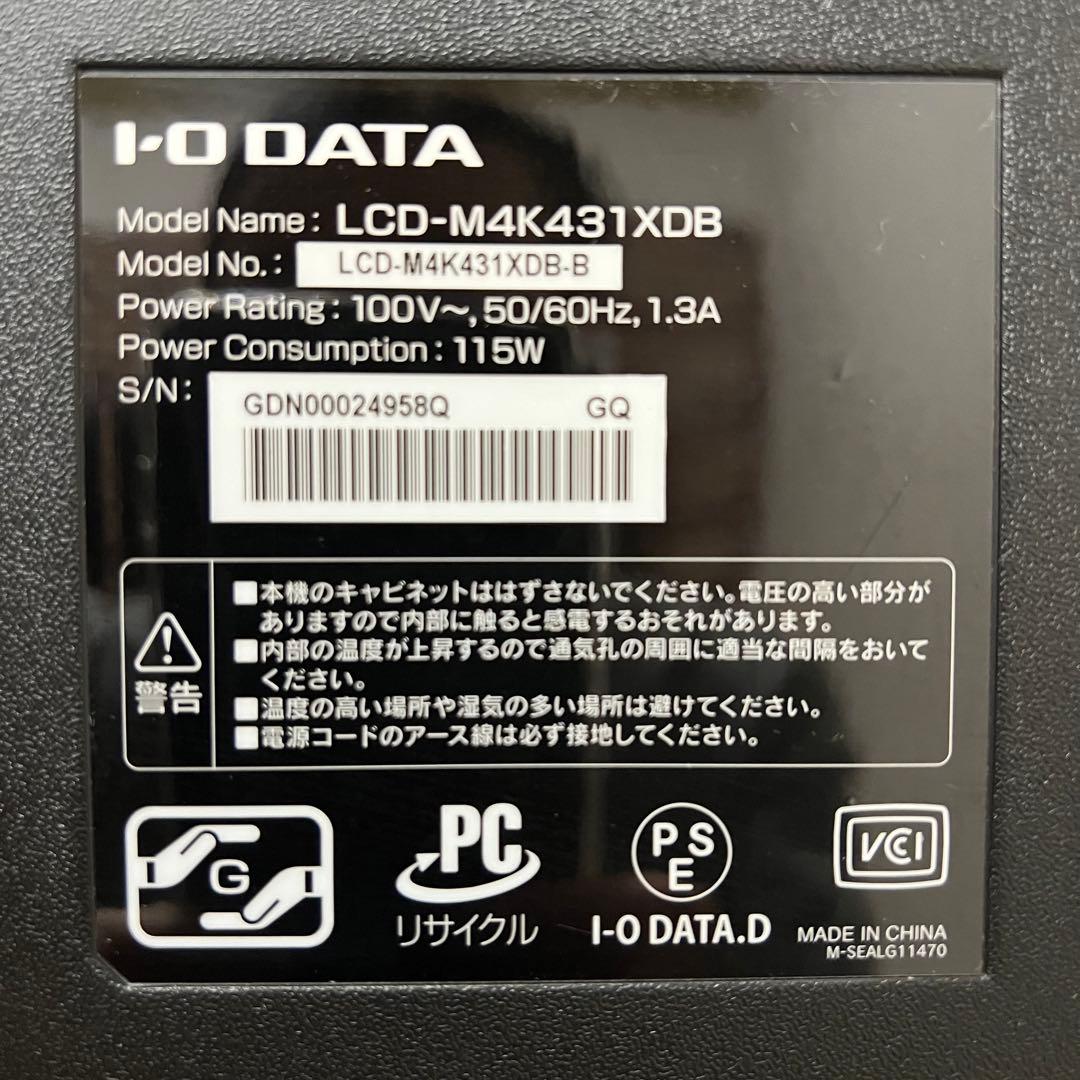 I-O DATA
Model Name: LCD-M4K431XDB
Model No.: LCD-M4K431XDB-B
Power Rating: 100V～, 50/60Hz, 1.3A
Power Consumption: 115W
S/N: GDN00024958Q GQ
■本機のキャビネットははずさないでください。電圧の高い部分が
ありますので内部に触ると感電するおそれがあります。
■内部の温度が上昇するので通気孔の周囲に適当な間隔をおいて
ください。
■温度の高い場所や湿気の多い場所は避けてください。
■電源コードのアース線は必ず接地してください。
警告
G
PC
リサイクル
PSE
I-O DATA.D
VCCI
MADE IN CHINA
M-SEALG11470